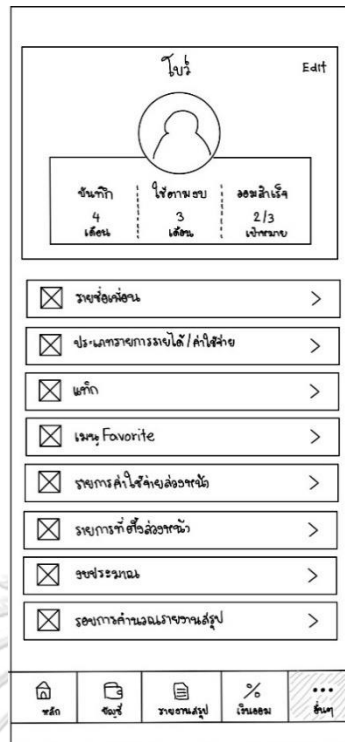 โบว์
Edit
บันทึก
4
เดือน
ใช้ตามงบ
3
เดือน
ออมสำเร็จ
2/3
เป้าหมาย
รายชื่อเพื่อน
ประเภทรายการรายได้/ค่าใช้จ่าย
แท็ก
เมนู Favorite
รายการค่าใช้จ่ายล่วงหน้า
รายการที่ตั้งล่วงหน้า
งบประมาณ
รอบการคำนวณรายงานสรุป
หลัก
บัญชี
รายงานสรุป
เงินออม
อื่นๆ